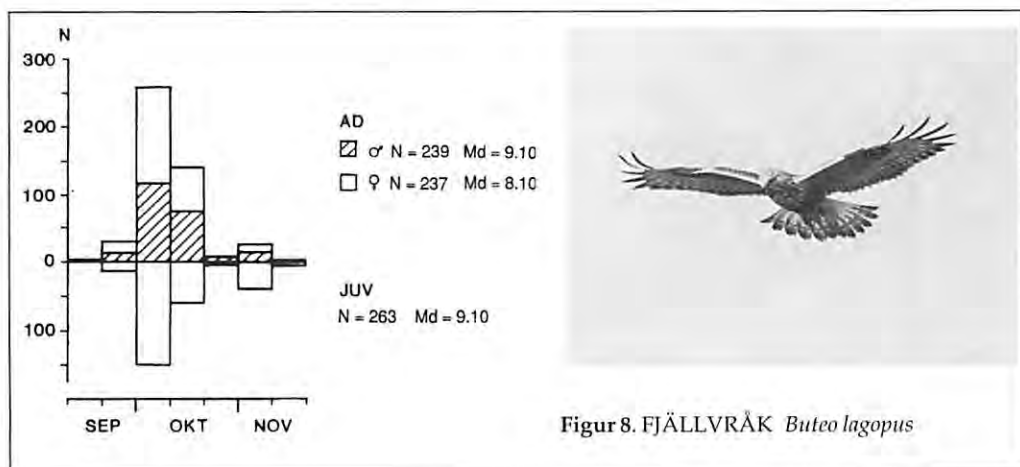 N
300
200
100
0
100
SEP OKT NOV
AD
♂ N = 239 Md = 9.10
♀ N = 237 Md = 8.10
JUV
N = 263 Md = 9.10
Figur 8. FJÄLLVRÅK Buteo lagopus